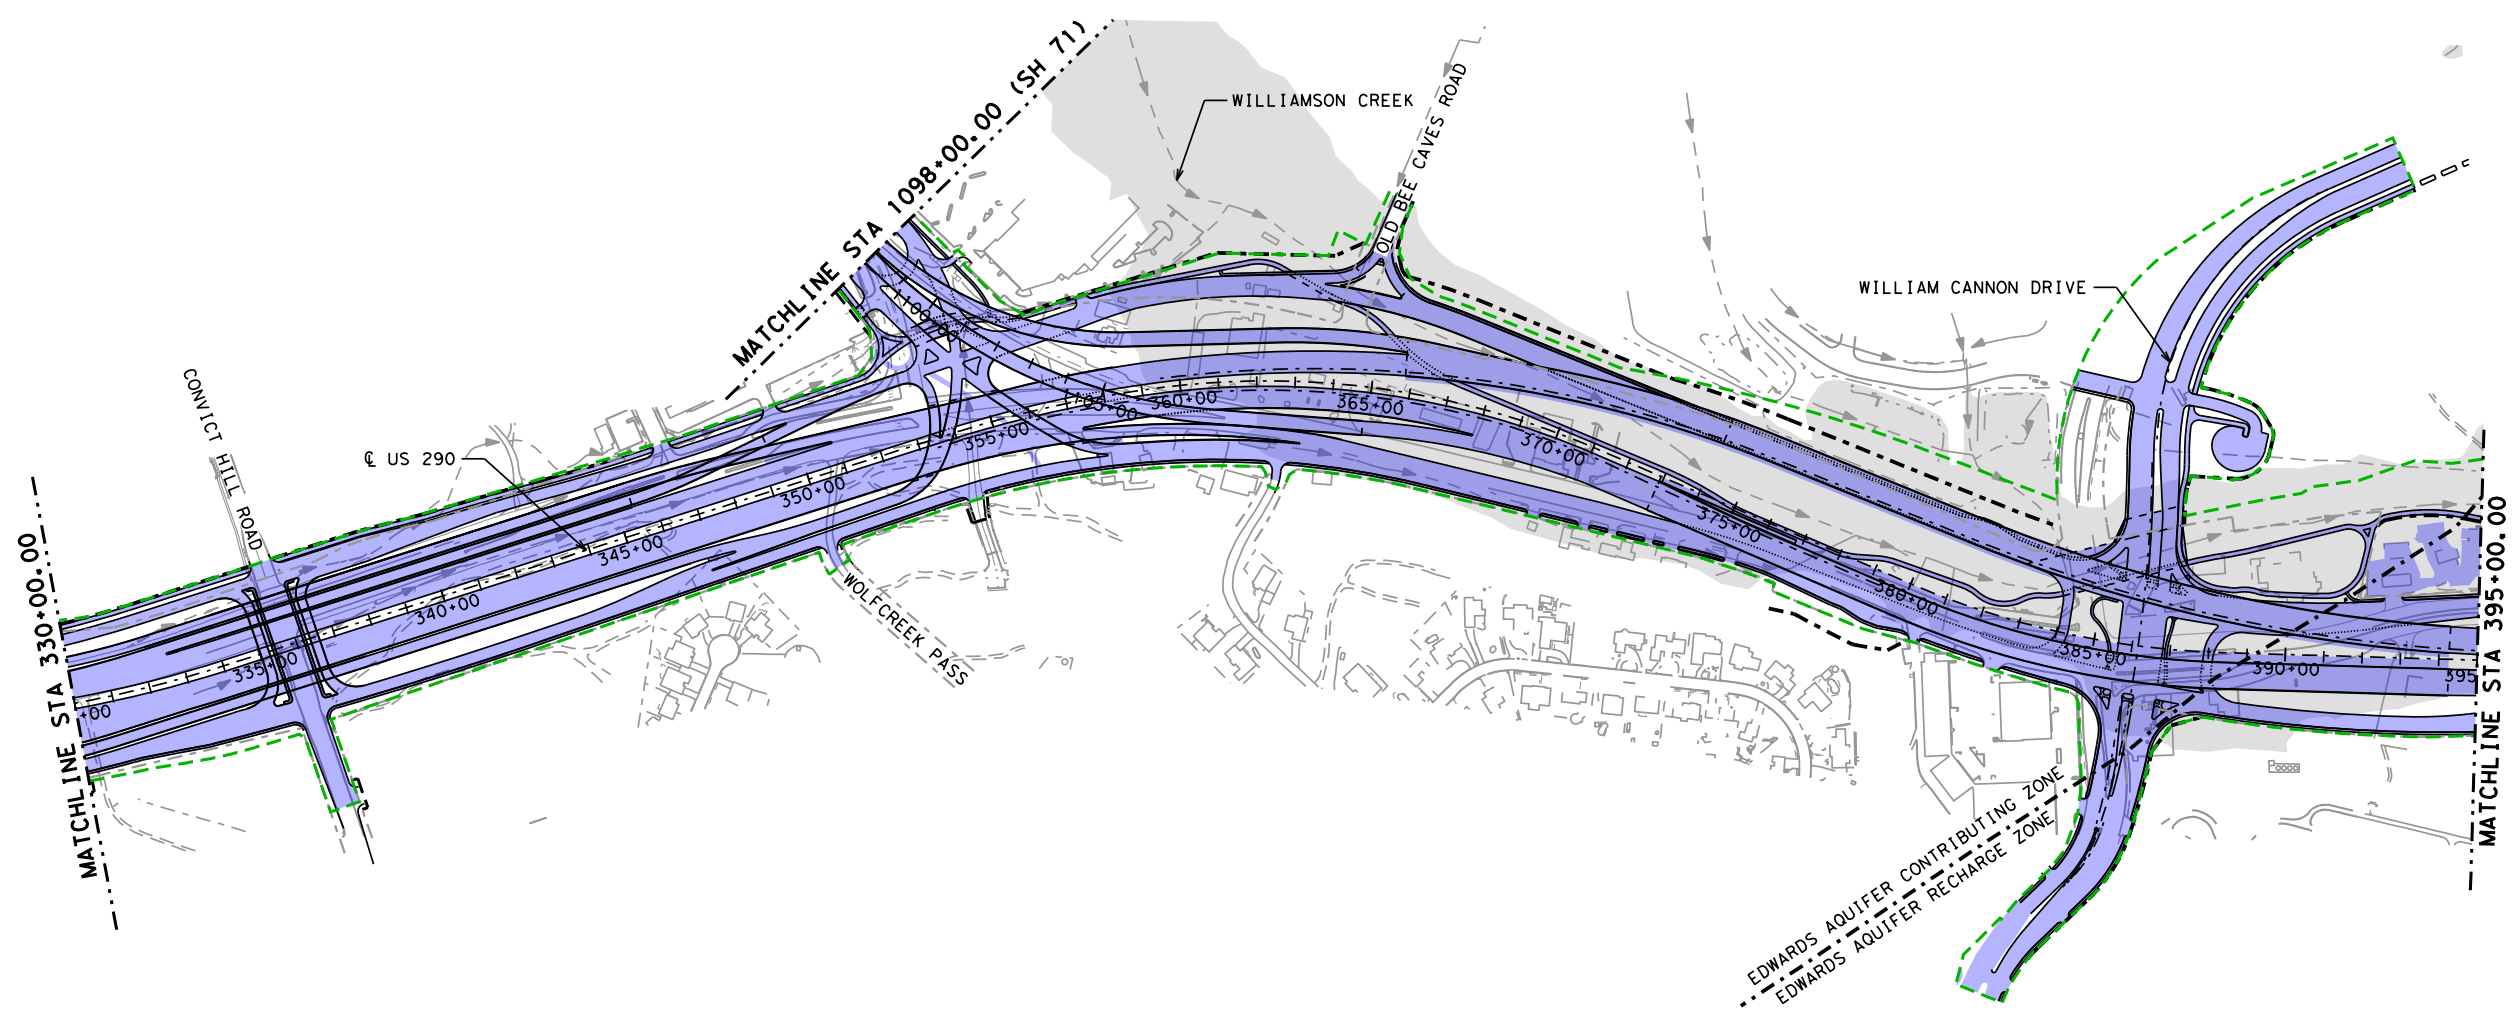 MATCHLINE STA 1098+00.00 (SH 71)
WILLIAMSON CREEK
OLD BEE CAVES ROAD
WILLIAM CANNON DRIVE
CONVICT HILL ROAD
℄ US 290
1100+00
1095+00
MATCHLINE STA 330+00.00
+00
335+00
340+00
345+00
350+00
355+00
360+00
365+00
370+00
375+00
380+00
385+00
390+00
395
WOLFCREEK PASS
MATCHLINE STA 395+00.00
EDWARDS AQUIFER CONTRIBUTING ZONE
EDWARDS AQUIFER RECHARGE ZONE